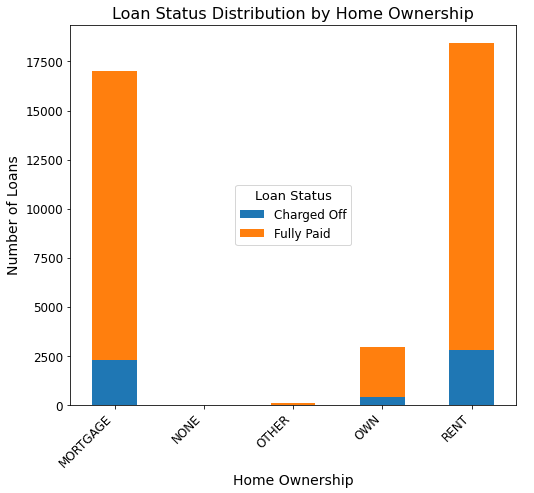 Loan Status Distribution by Home Ownership
Number of Loans
17500
15000
12500
10000
7500
5000
2500
0
Loan Status
Charged Off
Fully Paid
MORTGAGE
NONE
OTHER
OWN
RENT
Home Ownership